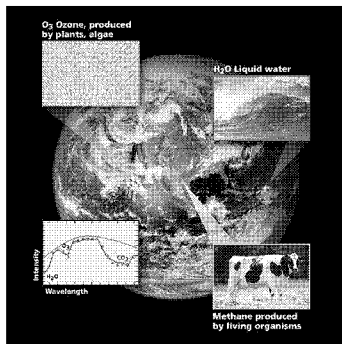 O3 Ozone, produced
by plants, algae
H2O Liquid water
O3
CO2
H2O
Intensity
Wavelength
Methane produced
by living organisms